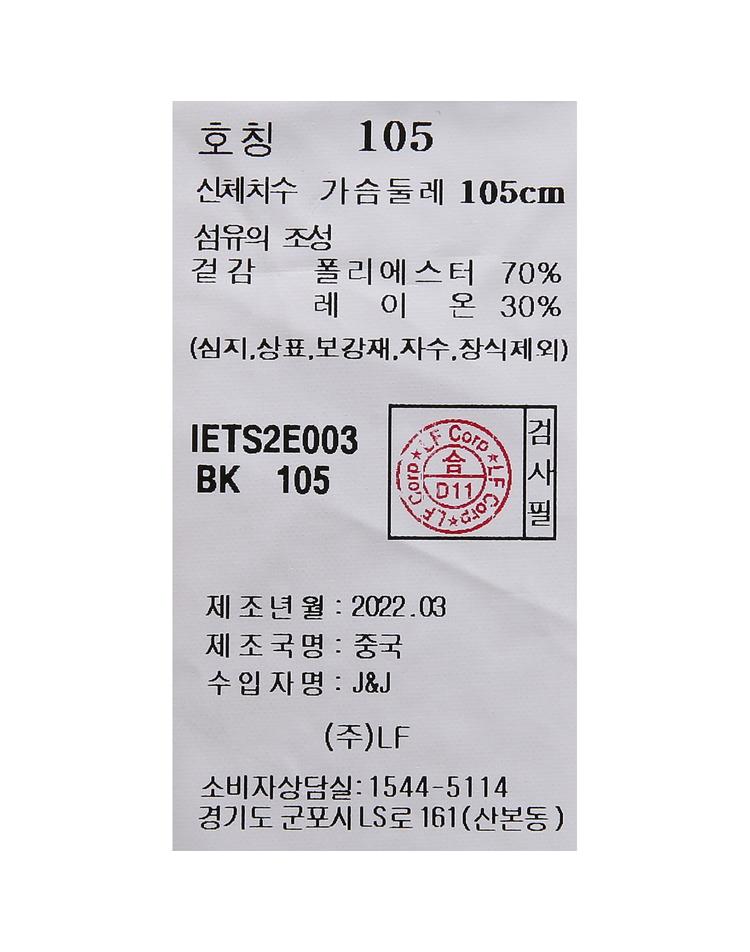 호칭 105
신체치수 가슴둘레 105cm
섬유의 조성
겉감 폴리에스터 70%
레이온 30%
(심지,상표,보강재,자수,장식제외)
IETS2E003
BK 105
LF Corp★LF Corp★LF Corp★
合
D11
검사필
제조년월 : 2022.03
제조국명 : 중국
수입자명 : J&J
(주)LF
소비자상담실:1544-5114
경기도 군포시 LS로 161(산본동)